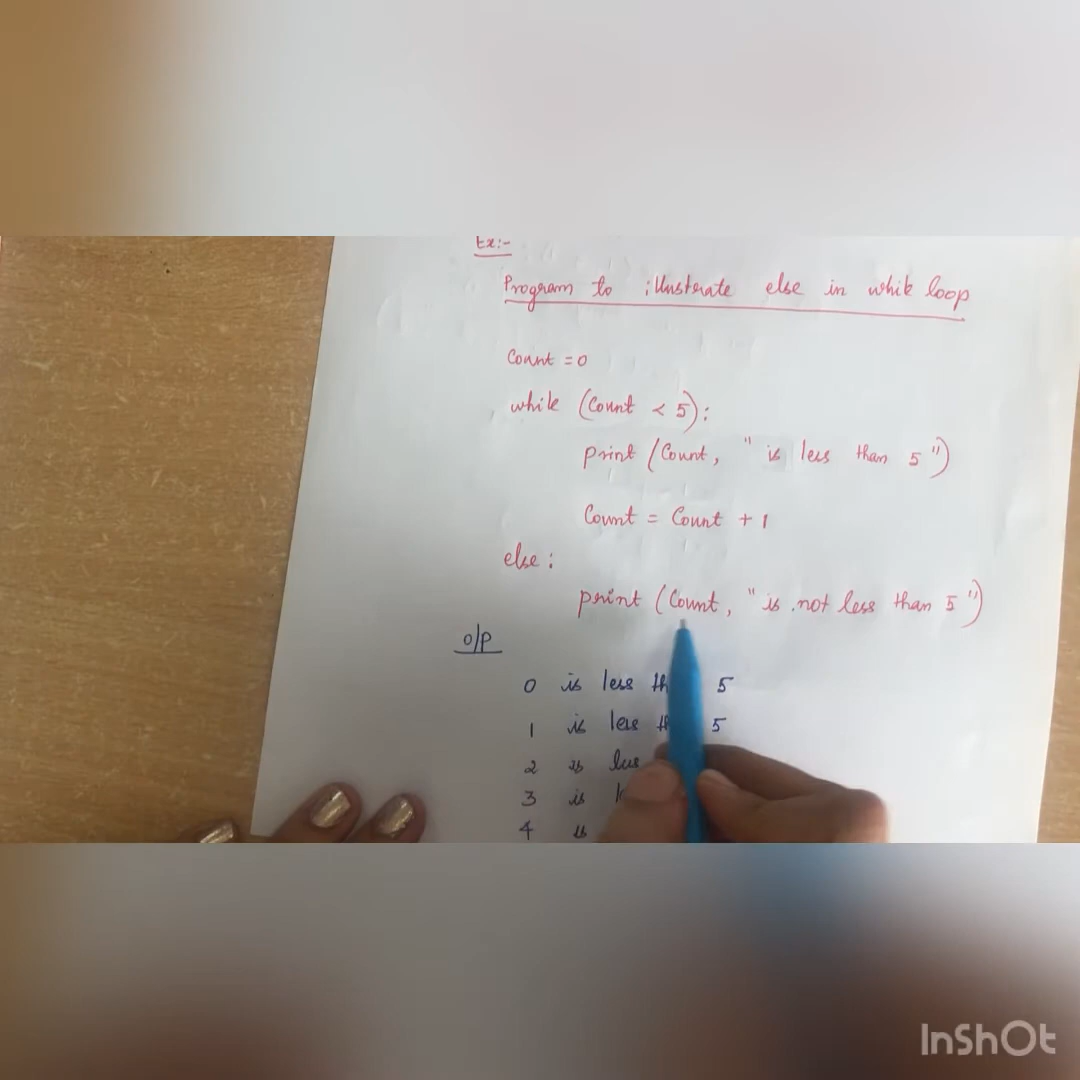 Ex:-
Program to illusterate else in while loop
Count = 0
while (Count < 5):
print (Count, " is less than 5")
Count = Count + 1
else:
print (Count, " is not less than 5")
o/p
0 is less 5
1 is less 5
2 is
3 is
4 is
InShOt